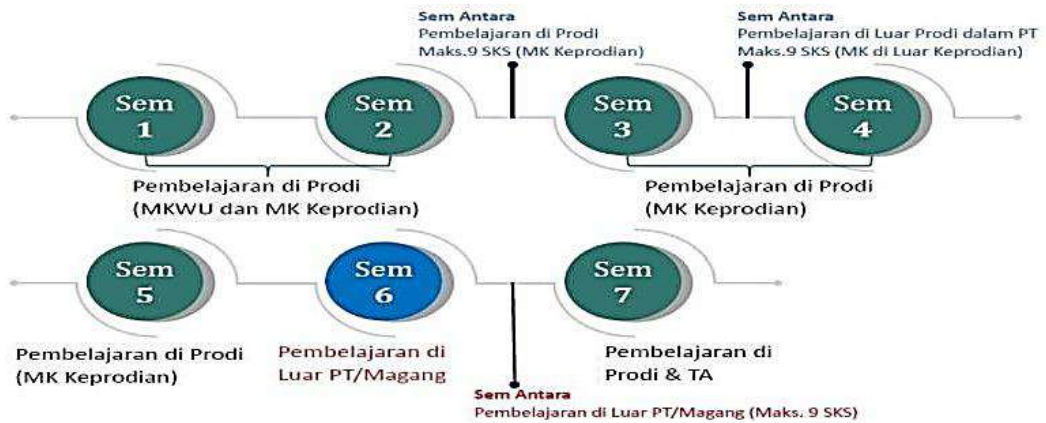 Sem Antara
Pembelajaran di Prodi
Maks.9 SKS (MK Keprodian)
Sem Antara
Pembelajaran di Luar Prodi dalam PT
Maks.9 SKS (MK di Luar Keprodian)
Sem
1
Sem
2
Sem
3
Sem
4
Pembelajaran di Prodi
(MKWU dan MK Keprodian)
Pembelajaran di Prodi
(MK Keprodian)
Sem
5
Sem
6
Sem
7
Pembelajaran di Prodi
(MK Keprodian)
Pembelajaran di
Luar PT/Magang
Pembelajaran di
Prodi & TA
Sem Antara
Pembelajaran di Luar PT/Magang (Maks. 9 SKS)